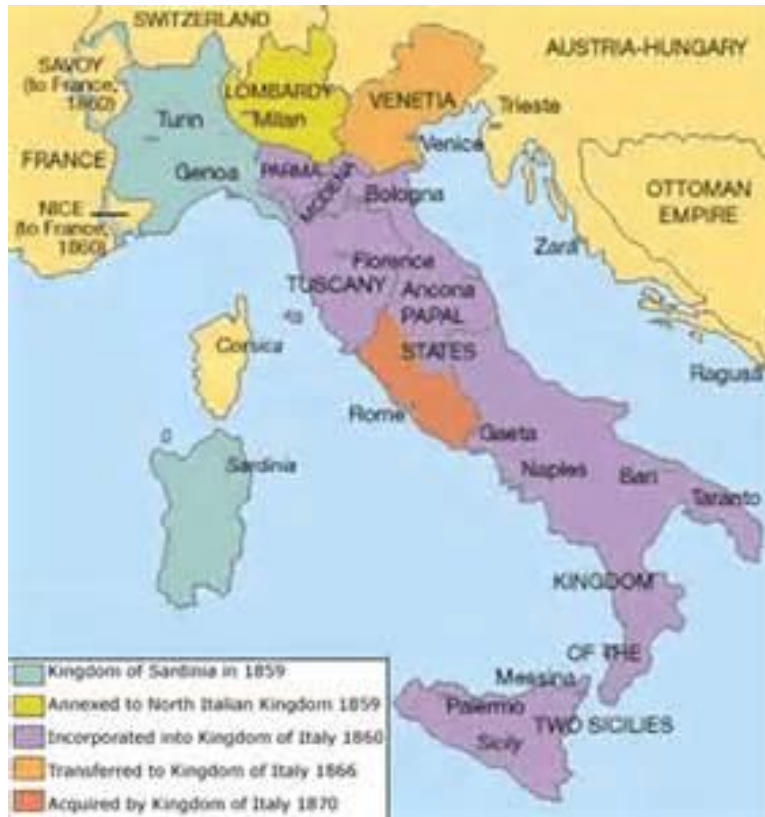 SWITZERLAND
AUSTRIA-HUNGARY
SAVOY
(to France,
1860)
LOMBARDY
VENETIA
Milan
Trieste
Turin
Venice
FRANCE
Genoa
PARMA
MODENA
Bologna
OTTOMAN
EMPIRE
NICE
(to France,
1860)
Zara
Florence
TUSCANY
Ancona
PAPAL
STATES
Corsica
Ragusa
Rome
Gaeta
Sardinia
Naples
Bari
Taranto
KINGDOM
OF THE
Messina
Palermo
TWO SICILIES
Sicily
Kingdom of Sardinia in 1859
Annexed to North Italian Kingdom 1859
Incorporated into Kingdom of Italy 1860
Transferred to Kingdom of Italy 1866
Acquired by Kingdom of Italy 1870